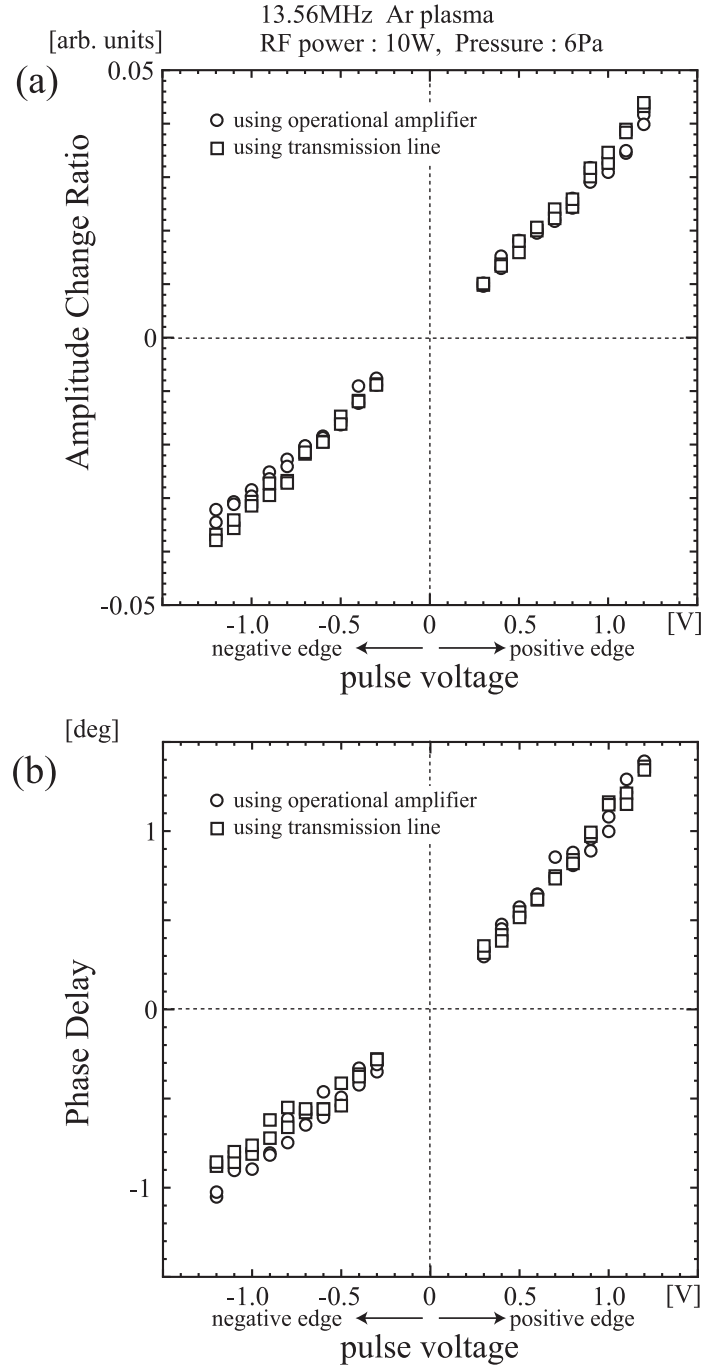 13.56MHz Ar plasma
[arb. units]
RF power : 10W, Pressure : 6Pa
(a)
0.05
using operational amplifier
using transmission line
Amplitude Change Ratio
0
-0.05
-1.0 -0.5 0 0.5 1.0 [V]
negative edge positive edge
pulse voltage
[deg]
(b)
using operational amplifier
using transmission line
1
Phase Delay
0
-1
-1.0 -0.5 0 0.5 1.0 [V]
negative edge positive edge
pulse voltage